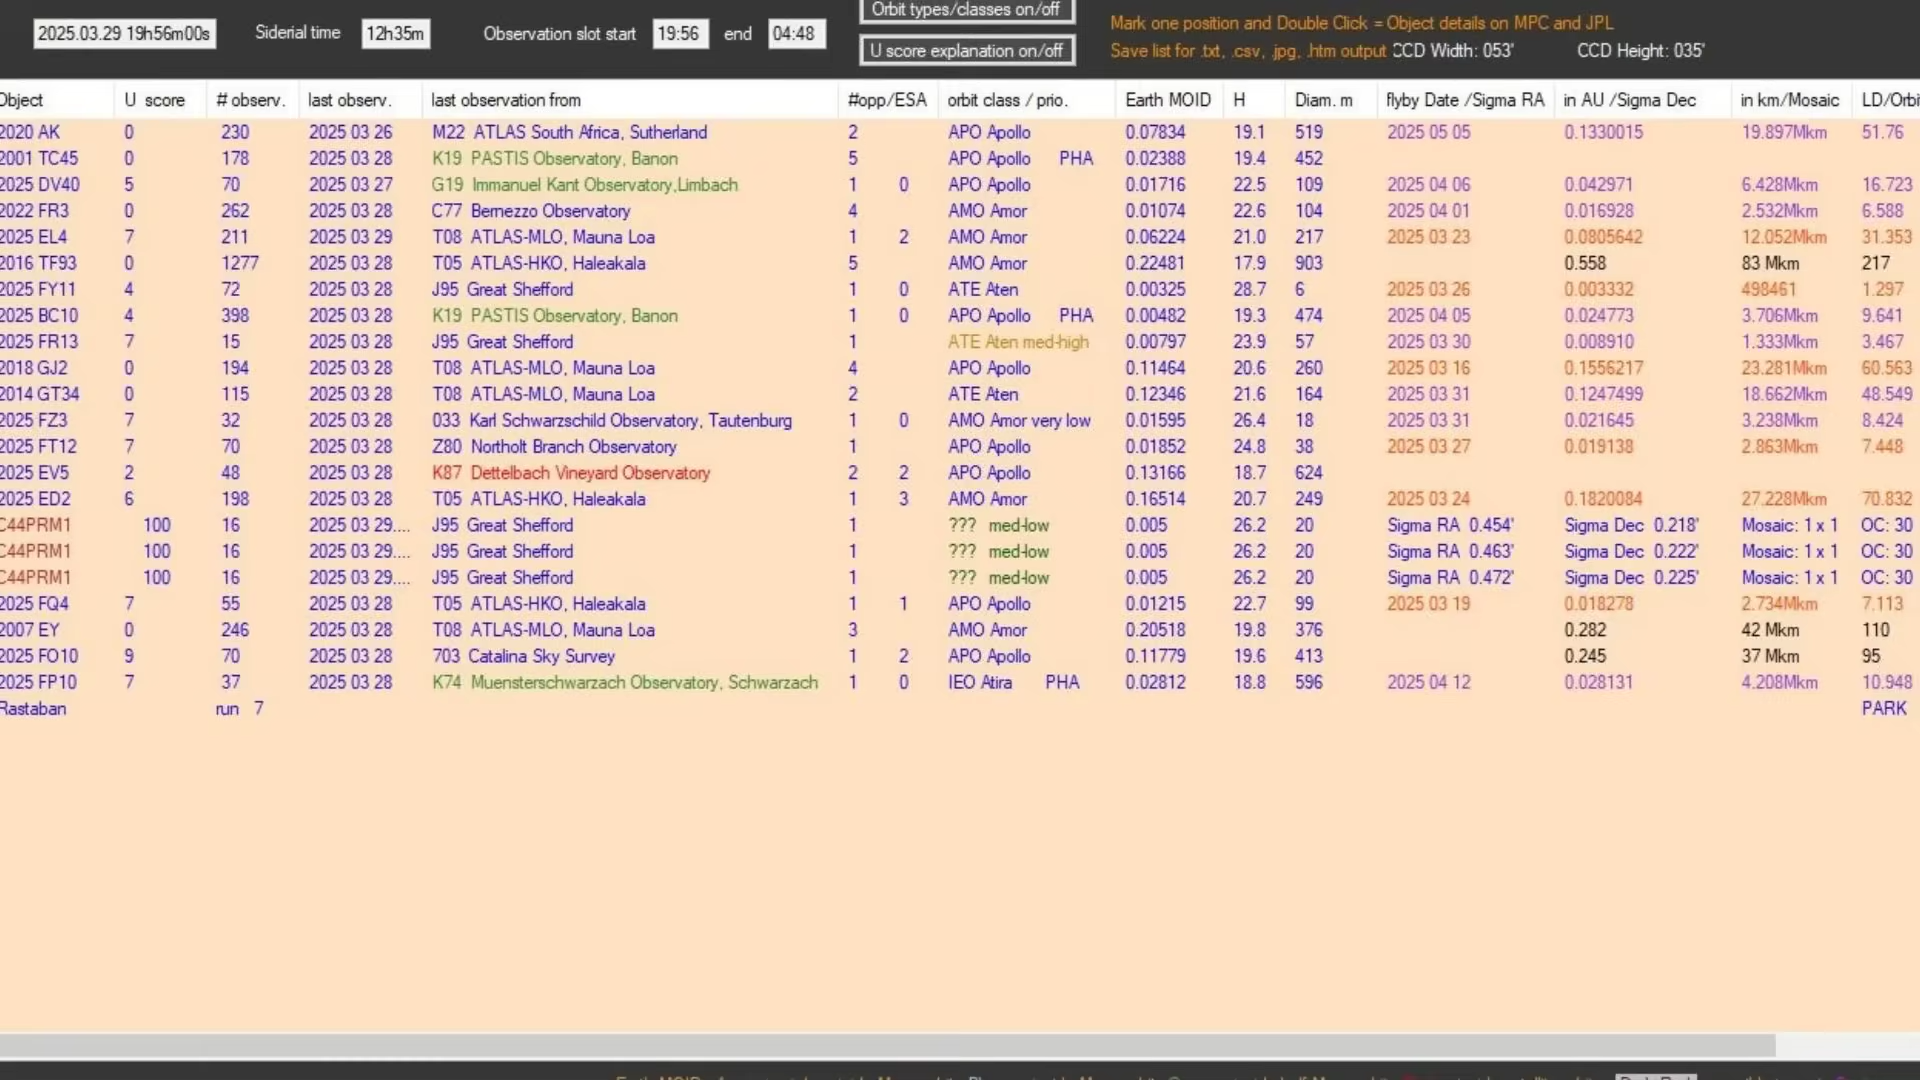 Orbit types/classes on/off
2025.03.29 19h56m00s Siderial time 12h35m Observation slot start 19:56 end 04:48
U score explanation on/off
Mark one position and Double Click = Object details on MPC and JPL
Save list for .txt, .csv, .jpg, .htm output CCD Width: 053' CCD Height: 035'
Object U score # observ. last observ. last observation from #opp/ESA orbit class / prio. Earth MOID H Diam. m flyby Date /Sigma RA in AU /Sigma Dec in km/Mosaic LD/Orbi
2020 AK 0 230 2025 03 26 M22 ATLAS South Africa, Sutherland 2 APO Apollo 0.07834 19.1 519 2025 05 05 0.1330015 19.897Mkm 51.76
2001 TC45 0 178 2025 03 28 K19 PASTIS Observatory, Banon 5 APO Apollo PHA 0.02388 19.4 452
2025 DV40 5 70 2025 03 27 G19 Immanuel Kant Observatory,Limbach 1 0 APO Apollo 0.01716 22.5 109 2025 04 06 0.042971 6.428Mkm 16.723
2022 FR3 0 262 2025 03 28 C77 Bernezzo Observatory 4 AMO Amor 0.01074 22.6 104 2025 04 01 0.016928 2.532Mkm 6.588
2025 EL4 7 211 2025 03 29 T08 ATLAS-MLO, Mauna Loa 1 2 AMO Amor 0.06224 21.0 217 2025 03 23 0.0805642 12.052Mkm 31.353
2016 TF93 0 1277 2025 03 28 T05 ATLAS-HKO, Haleakala 5 AMO Amor 0.22481 17.9 903 0.558 83 Mkm 217
2025 FY11 4 72 2025 03 28 J95 Great Shefford 1 0 ATE Aten 0.00325 28.7 6 2025 03 26 0.003332 498461 1.297
2025 BC10 4 398 2025 03 28 K19 PASTIS Observatory, Banon 1 0 APO Apollo PHA 0.00482 19.3 474 2025 04 05 0.024773 3.706Mkm 9.641
2025 FR13 7 15 2025 03 28 J95 Great Shefford 1 ATE Aten med-high 0.00797 23.9 57 2025 03 30 0.008910 1.333Mkm 3.467
2018 GJ2 0 194 2025 03 28 T08 ATLAS-MLO, Mauna Loa 4 APO Apollo 0.11464 20.6 260 2025 03 16 0.1556217 23.281Mkm 60.563
2014 GT34 0 115 2025 03 28 T08 ATLAS-MLO, Mauna Loa 2 ATE Aten 0.12346 21.6 164 2025 03 31 0.1247499 18.662Mkm 48.549
2025 FZ3 7 32 2025 03 28 033 Karl Schwarzschild Observatory, Tautenburg 1 0 AMO Amor very low 0.01595 26.4 18 2025 03 31 0.021645 3.238Mkm 8.424
2025 FT12 7 70 2025 03 28 Z80 Northolt Branch Observatory 1 APO Apollo 0.01852 24.8 38 2025 03 27 0.019138 2.863Mkm 7.448
2025 EV5 2 48 2025 03 28 K87 Dettelbach Vineyard Observatory 2 2 APO Apollo 0.13166 18.7 624
2025 ED2 6 198 2025 03 28 T05 ATLAS-HKO, Haleakala 1 3 AMO Amor 0.16514 20.7 249 2025 03 24 0.1820084 27.228Mkm 70.832
C44PRM1 100 16 2025 03 29.... J95 Great Shefford 1 ??? med-low 0.005 26.2 20 Sigma RA 0.454' Sigma Dec 0.218' Mosaic: 1 x 1 OC: 30
C44PRM1 100 16 2025 03 29.... J95 Great Shefford 1 ??? med-low 0.005 26.2 20 Sigma RA 0.463' Sigma Dec 0.222' Mosaic: 1 x 1 OC: 30
C44PRM1 100 16 2025 03 29.... J95 Great Shefford 1 ??? med-low 0.005 26.2 20 Sigma RA 0.472' Sigma Dec 0.225' Mosaic: 1 x 1 OC: 30
2025 FQ4 7 55 2025 03 28 T05 ATLAS-HKO, Haleakala 1 1 APO Apollo 0.01215 22.7 99 2025 03 19 0.018278 2.734Mkm 7.113
2007 EY 0 246 2025 03 28 T08 ATLAS-MLO, Mauna Loa 3 AMO Amor 0.20518 19.8 376 0.282 42 Mkm 110
2025 FO10 9 70 2025 03 28 703 Catalina Sky Survey 1 2 APO Apollo 0.11779 19.6 413 0.245 37 Mkm 95
2025 FP10 7 37 2025 03 28 K74 Muensterschwarzach Observatory, Schwarzach 1 0 IEO Atira PHA 0.02812 18.8 596 2025 04 12 0.028131 4.208Mkm 10.948
Rastaban run 7 PARK